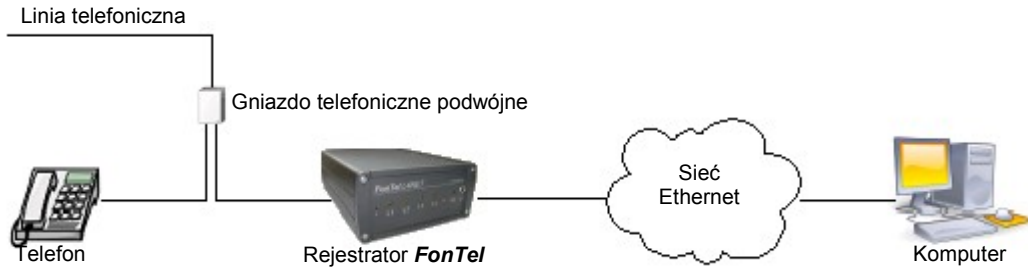 Linia telefoniczna
Gniazdo telefoniczne podwójne
Sieć
Ethernet
Telefon
Rejestrator FonTel
Komputer